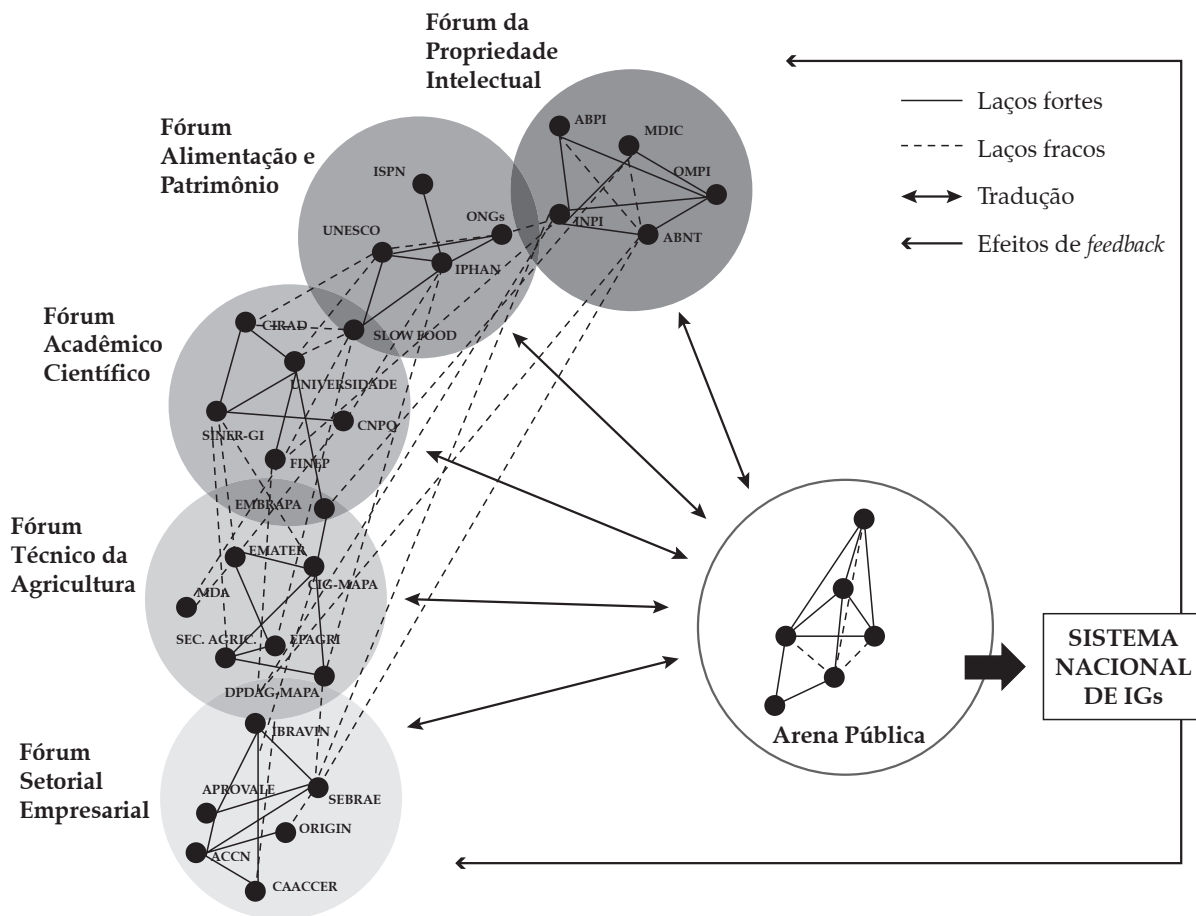 Fórum da
Propriedade
Intelectual
Fórum
Alimentação e
Patrimônio
Fórum
Acadêmico
Científico
Fórum
Técnico da
Agricultura
Fórum
Setorial
Empresarial
Laços fortes
Laços fracos
Tradução
Efeitos de feedback
ABPI
MDIC
OMPI
INPI
ABNT
ISPN
ONGs
UNESCO
IPHAN
SLOW FOOD
CIRAD
UNIVERSIDADE
CNPQ
SINER-GI
FINEP
EMBRAPA
EMATER
CIG-MAPA
MDA
SEC. AGRIC.
EPAGRI
DPDAG-MAPA
IBRAVIN
APROVALE
SEBRAE
ORIGIN
ACCN
CAACCER
Arena Pública
SISTEMA
NACIONAL
DE IGs